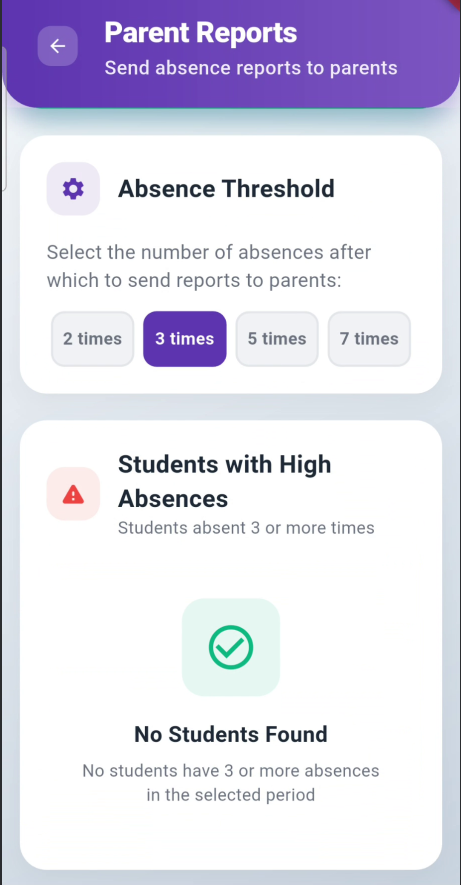 Parent Reports
Send absence reports to parents
Absence Threshold
Select the number of absences after
which to send reports to parents:
2 times
3 times
5 times
7 times
Students with High
Absences
Students absent 3 or more times
No Students Found
No students have 3 or more absences
in the selected period